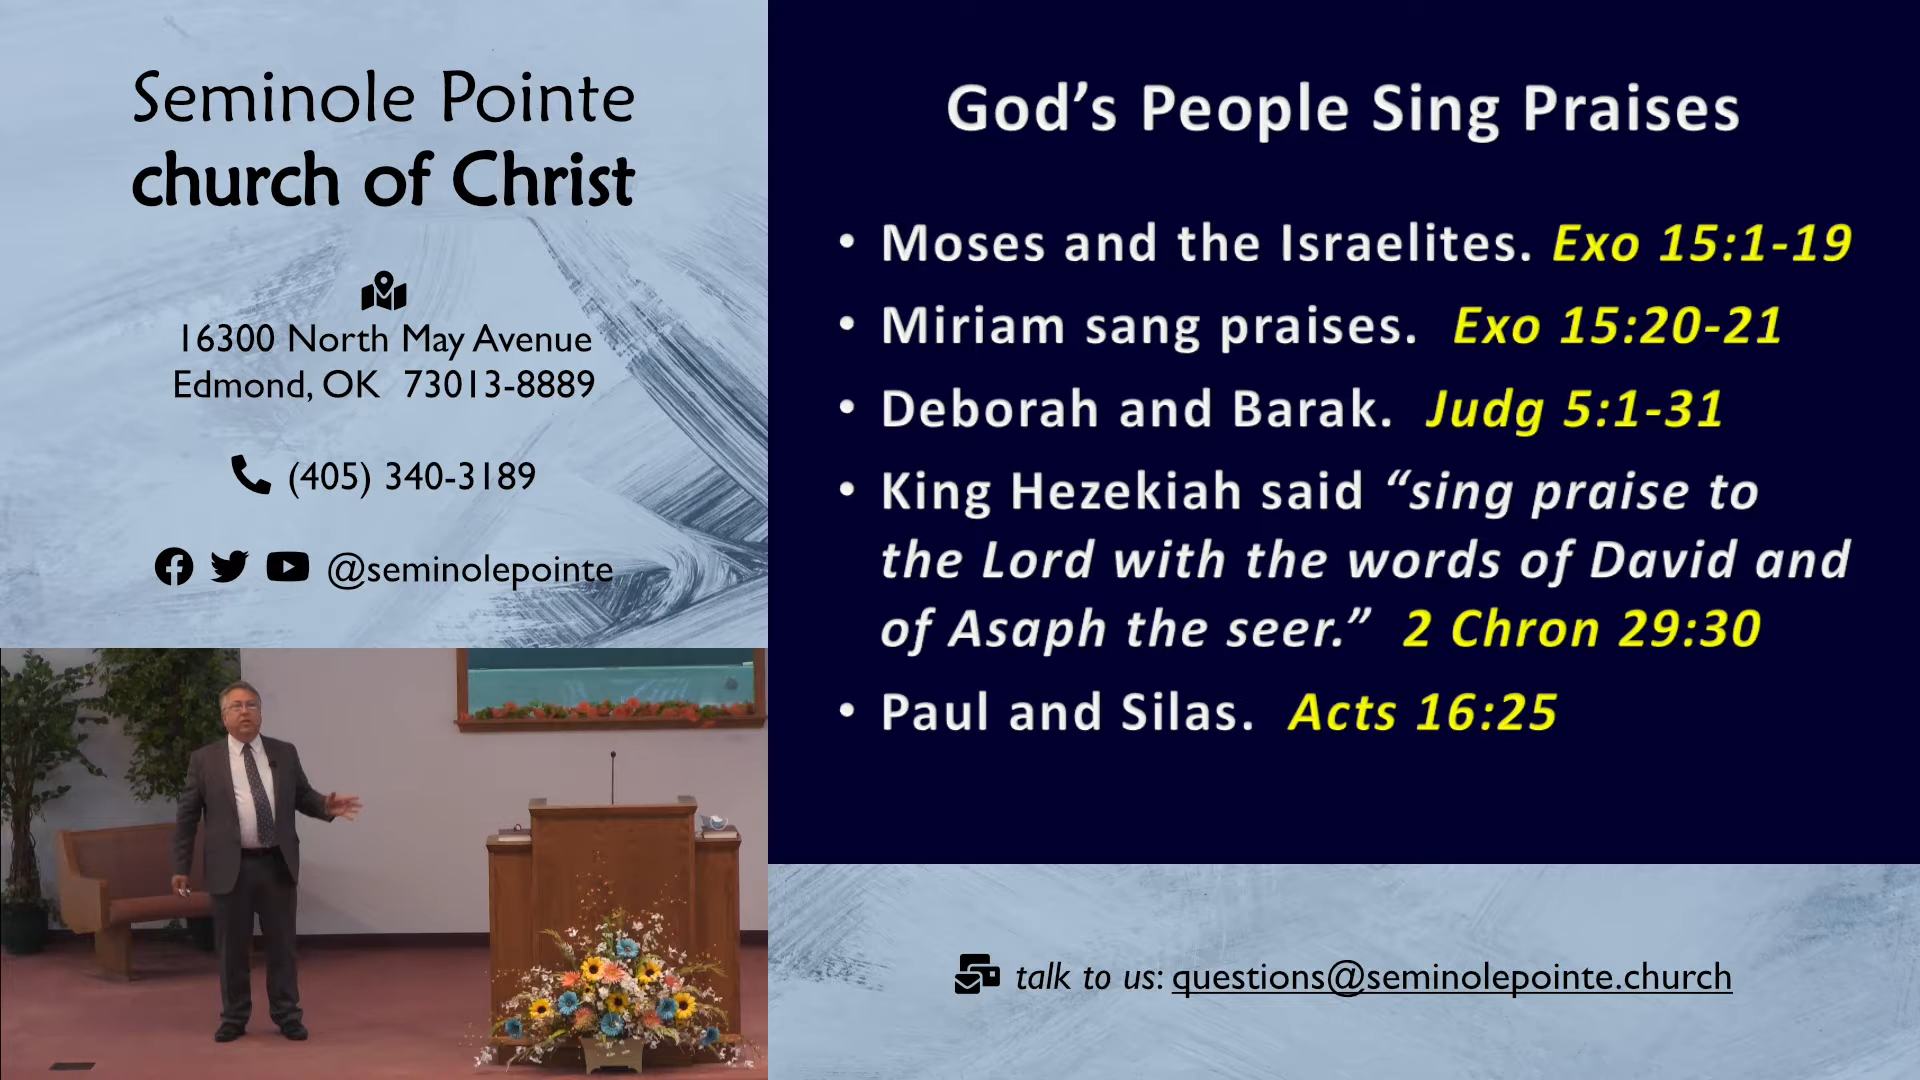 Seminole Pointe
church of Christ
16300 North May Avenue
Edmond, OK 73013-8889
(405) 340-3189
@seminolepointe
God’s People Sing Praises
• Moses and the Israelites. Exo 15:1-19
• Miriam sang praises. Exo 15:20-21
• Deborah and Barak. Judg 5:1-31
• King Hezekiah said “sing praise to
the Lord with the words of David and
of Asaph the seer.” 2 Chron 29:30
• Paul and Silas. Acts 16:25
talk to us: questions@seminolepointe.church